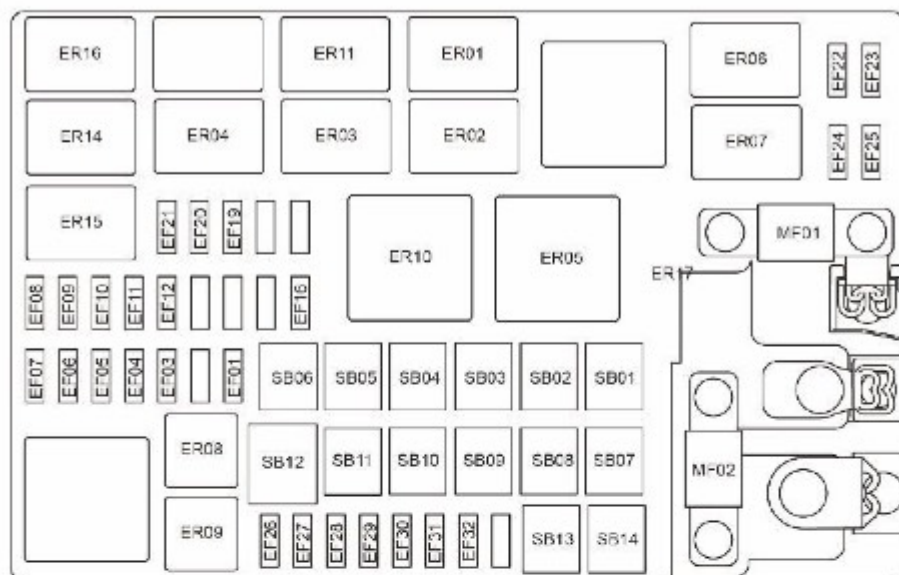 ER16 ER11 ER01 ER06 EF22 EF23
ER14 ER04 ER03 ER02 ER07 EF24 EF25
ER15 EF21 EF20 EF19 ER10 ER05 MF01
ER17
EF08 EF09 EF10 EF11 EF12 EF16
EF07 EF06 EF05 EF04 EF03 EF01 SB06 SB05 SB04 SB03 SB02 SB01
ER08 SB12 SB11 SB10 SB09 SB08 SB07 MF02
ER09 EF26 EF27 EF28 EF29 EF30 EF31 EF32 SB13 SB14